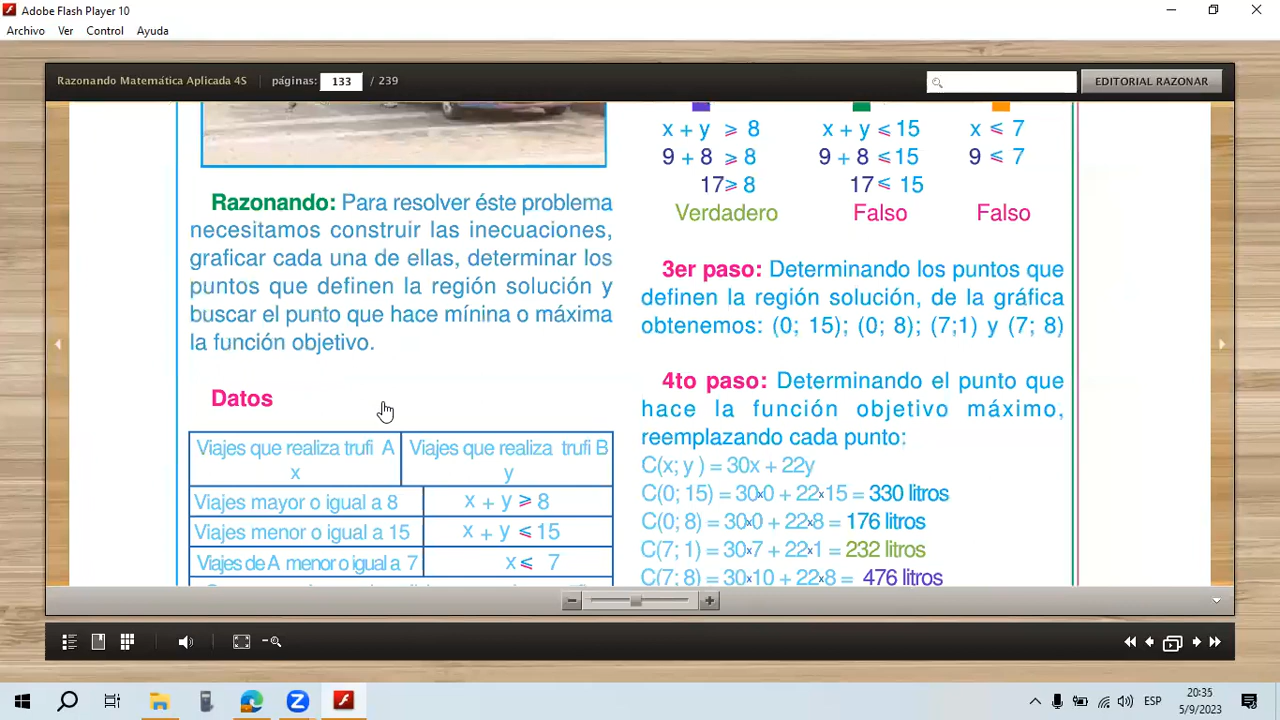 Adobe Flash Player 10
Archivo Ver Control Ayuda
Razonando Matemática Aplicada 4S páginas: 133 / 239
EDITORIAL RAZONAR
Razonando: Para resolver éste problema
necesitamos construir las inecuaciones,
graficar cada una de ellas, determinar los
puntos que definen la región solución y
buscar el punto que hace mínina o máxima
la función objetivo.
Datos
Viajes que realiza trufi A Viajes que realiza trufi B
x y
Viajes mayor o igual a 8 x + y ⩾ 8
Viajes menor o igual a 15 x + y ⩽ 15
Viajes de A menor o igual a 7 x ⩽ 7
x + y ⩾ 8 x + y ⩽ 15 x ⩽ 7
9 + 8 ⩾ 8 9 + 8 ⩽ 15 9 ⩽ 7
17 ⩾ 8 17 ⩽ 15
Verdadero Falso Falso
3er paso: Determinando los puntos que
definen la región solución, de la gráfica
obtenemos: (0; 15); (0; 8); (7;1) y (7; 8)
4to paso: Determinando el punto que
hace la función objetivo máximo,
reemplazando cada punto:
C(x; y ) = 30x + 22y
C(0; 15) = 30x0 + 22x15 = 330 litros
C(0; 8) = 30x0 + 22x8 = 176 litros
C(7; 1) = 30x7 + 22x1 = 232 litros
C(7; 8) = 30x10 + 22x8 = 476 litros
ESP
20:35
5/9/2023